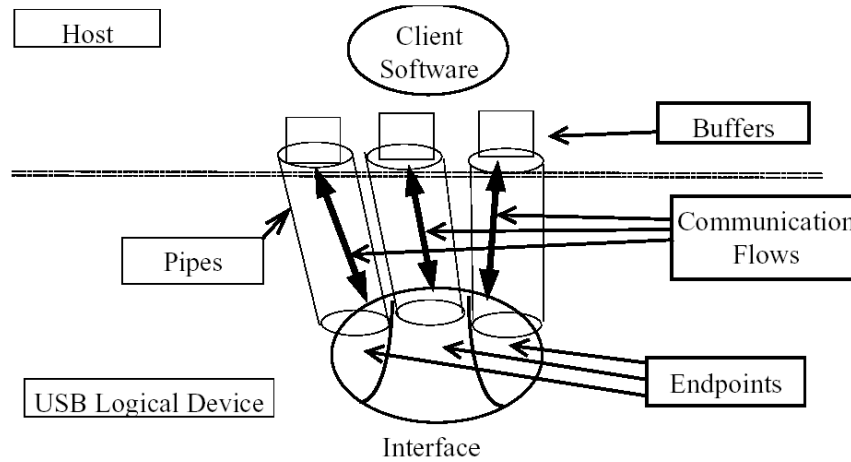 Host
Client
Software
Buffers
Communication
Flows
Pipes
Endpoints
USB Logical Device
Interface